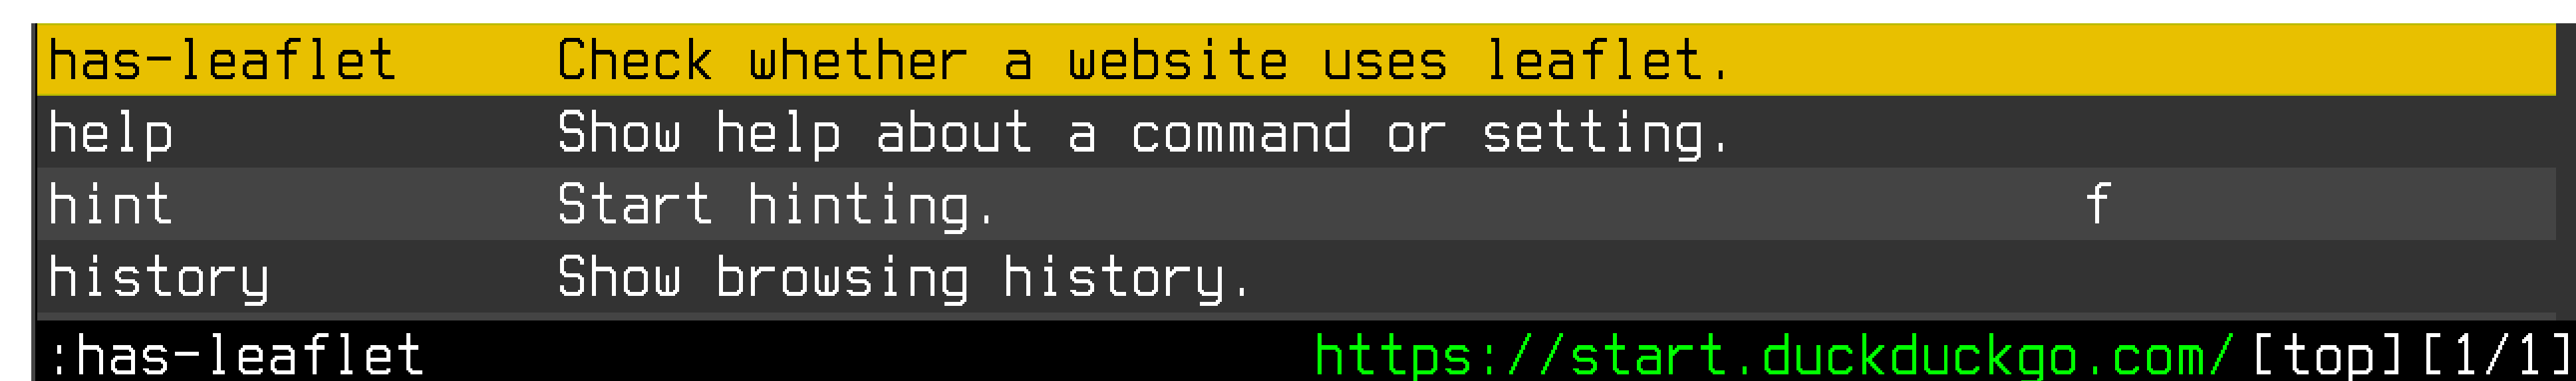 has-leaflet Check whether a website uses leaflet.
help Show help about a command or setting.
hint Start hinting. f
history Show browsing history.
:has-leaflet https://start.duckduckgo.com/[top][1/1]